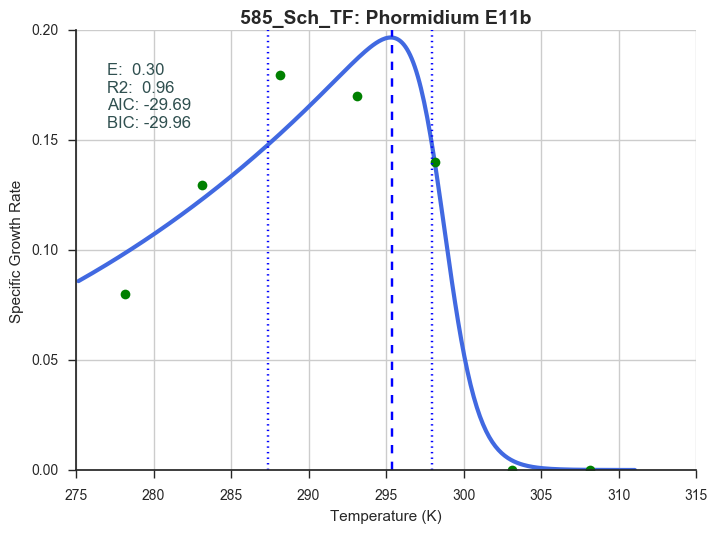 585_Sch_TF: Phormidium E11b
E:  0.30
R2:  0.96
AIC: -29.69
BIC: -29.96
Specific Growth Rate
0.20
0.15
0.10
0.05
0.00
275 280 285 290 295 300 305 310 315
Temperature (K)